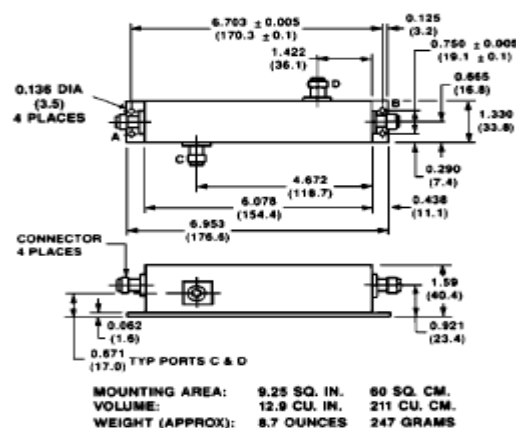 6.703 ± 0.005
(170.3 ± 0.1)
0.125
(3.2)
1.422
(36.1)
0.750 ± 0.005
(19.1 ± 0.1)
0.136 DIA
(3.5)
4 PLACES
D
B
0.665
(16.8)
A
1.330
(33.8)
C
4.672
(118.7)
0.290
(7.4)
6.078
(154.4)
0.438
(11.1)
6.953
(176.6)
CONNECTOR
4 PLACES
1.59
(40.4)
0.062
(1.6)
0.921
(23.4)
0.671
(17.0) TYP PORTS C & D
MOUNTING AREA: 9.25 SQ. IN. 60 SQ. CM.
VOLUME: 12.9 CU. IN. 211 CU. CM.
WEIGHT (APPROX): 8.7 OUNCES 247 GRAMS